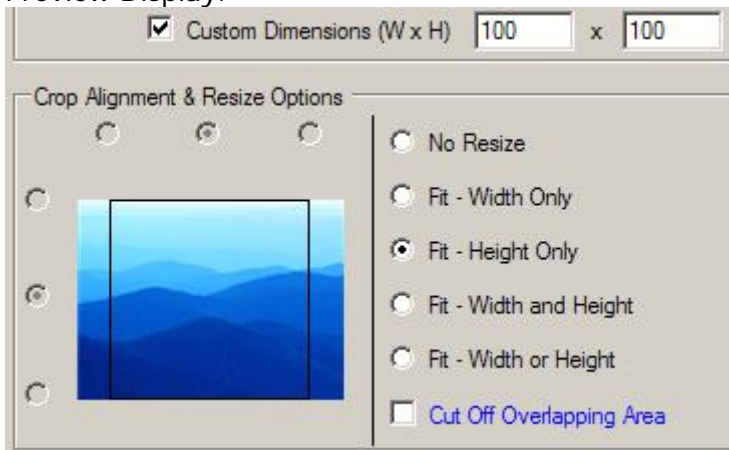 Custom Dimensions (W x H) 100 x 100
Crop Alignment & Resize Options
No Resize
Fit - Width Only
Fit - Height Only
Fit - Width and Height
Fit - Width or Height
Cut Off Overlapping Area